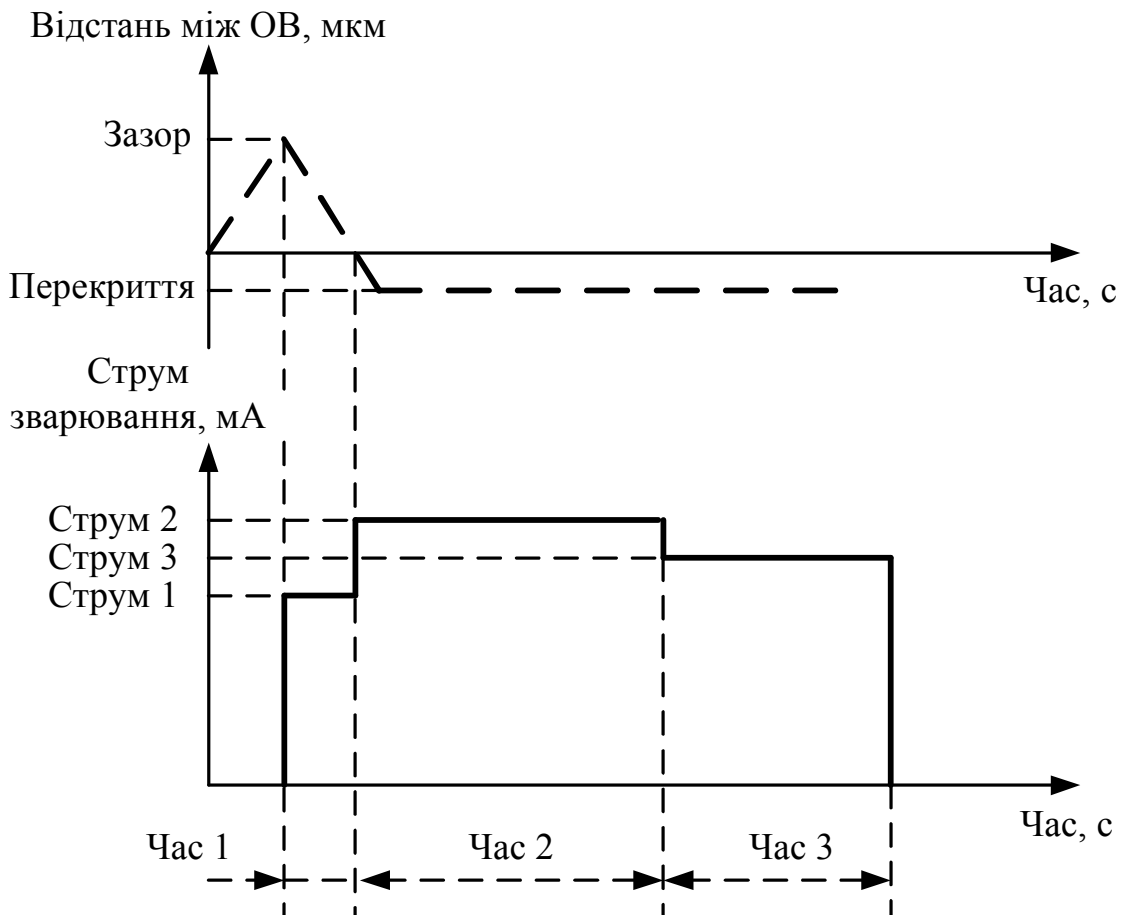 Відстань між ОВ, мкм
Зазор
Перекриття
Час, с
Струм
зварювання, мА
Струм 2
Струм 3
Струм 1
Час, с
Час 1
Час 2
Час 3